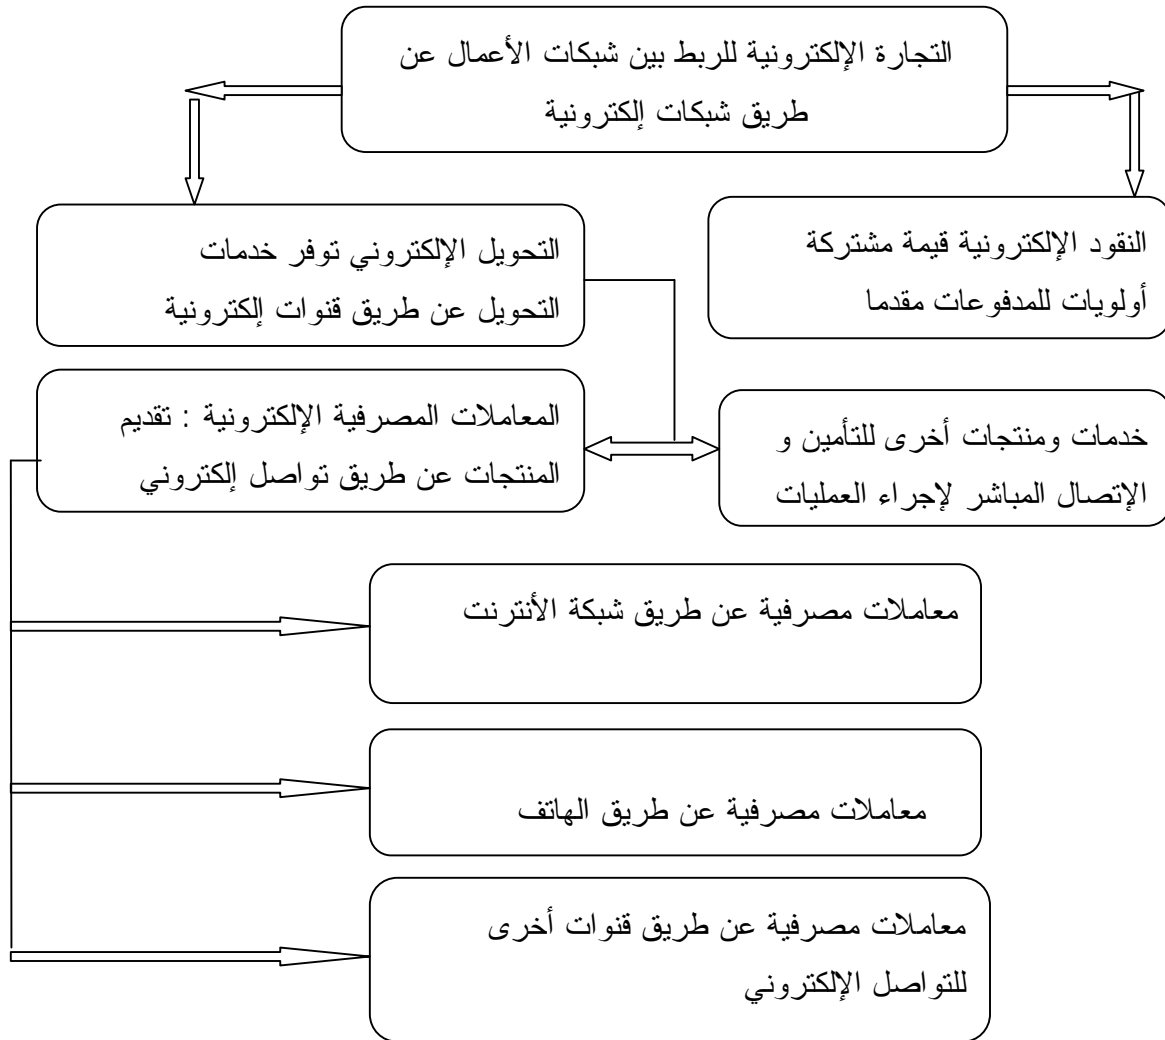 التجارة الإلكترونية للربط بين شبكات الأعمال عن
طريق شبكات إلكترونية
النقود الإلكترونية قيمة مشتركة
أولويات للمدفوعات مقدما
التحويل الإلكتروني توفر خدمات
التحويل عن طريق قنوات إلكترونية
خدمات ومنتجات أخرى للتأمين و
الإتصال المباشر لإجراء العمليات
المعاملات المصرفية الإلكترونية : تقديم
المنتجات عن طريق تواصل إلكتروني
معاملات مصرفية عن طريق شبكة الأنترنت
معاملات مصرفية عن طريق الهاتف
معاملات مصرفية عن طريق قنوات أخرى
للتواصل الإلكتروني